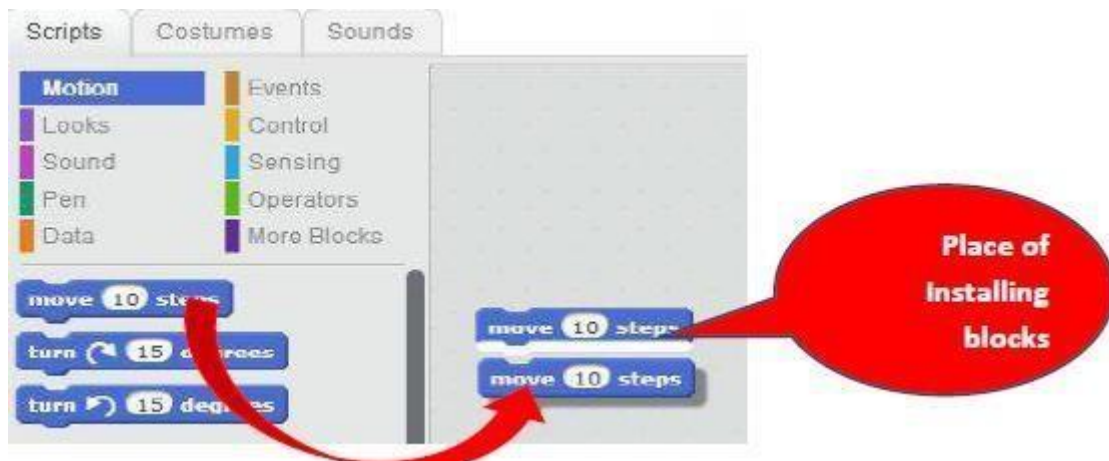 Scripts Costumes Sounds
Motion Events
Looks Control
Sound Sensing
Pen Operators
Data More Blocks
move 10 steps
turn 15 degrees
turn 15 degrees
move 10 steps
move 10 steps
Place of
Installing
blocks